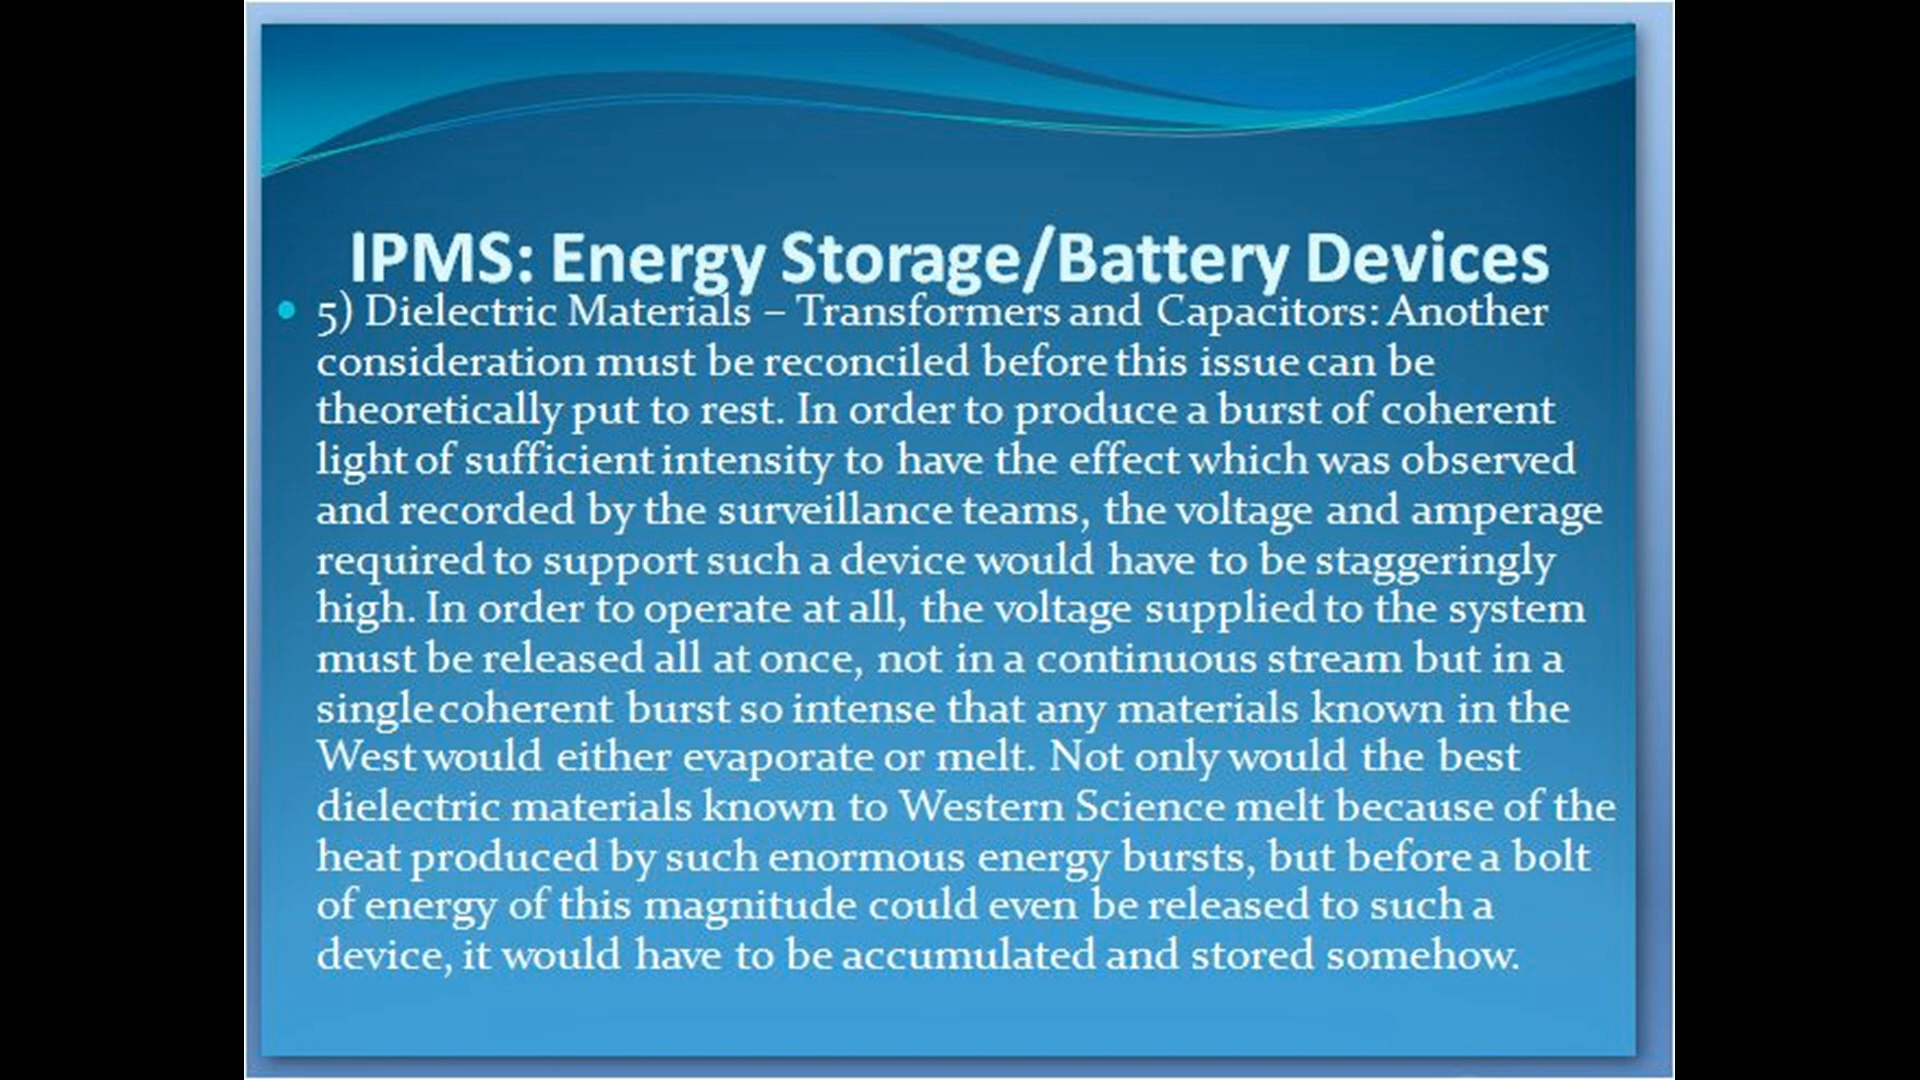 IPMS: Energy Storage/Battery Devices
• 5) Dielectric Materials – Transformers and Capacitors: Another
consideration must be reconciled before this issue can be
theoretically put to rest. In order to produce a burst of coherent
light of sufficient intensity to have the effect which was observed
and recorded by the surveillance teams, the voltage and amperage
required to support such a device would have to be staggeringly
high. In order to operate at all, the voltage supplied to the system
must be released all at once, not in a continuous stream but in a
single coherent burst so intense that any materials known in the
West would either evaporate or melt. Not only would the best
dielectric materials known to Western Science melt because of the
heat produced by such enormous energy bursts, but before a bolt
of energy of this magnitude could even be released to such a
device, it would have to be accumulated and stored somehow.